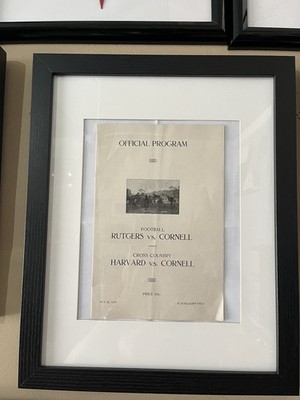 OFFICIAL PROGRAM
FOOTBALL
RUTGERS vs. CORNELL
CROSS COUNTRY
HARVARD vs. CORNELL
PRICE